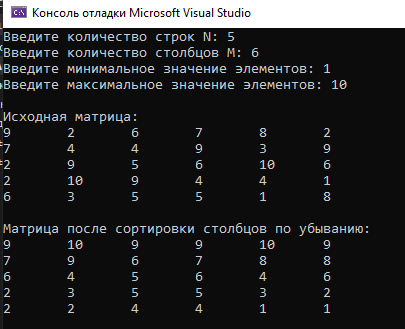 Консоль отладки Microsoft Visual Studio
Введите количество строк N: 5
Введите количество столбцов M: 6
Введите минимальное значение элементов: 1
Введите максимальное значение элементов: 10
Исходная матрица:
9 2 6 7 8 2
7 4 4 9 3 9
2 9 5 6 10 6
2 10 9 4 4 1
6 3 5 5 1 8
Матрица после сортировки столбцов по убыванию:
9 10 9 9 10 9
7 9 6 7 8 8
6 4 5 6 4 6
2 3 5 5 3 2
2 2 4 4 1 1